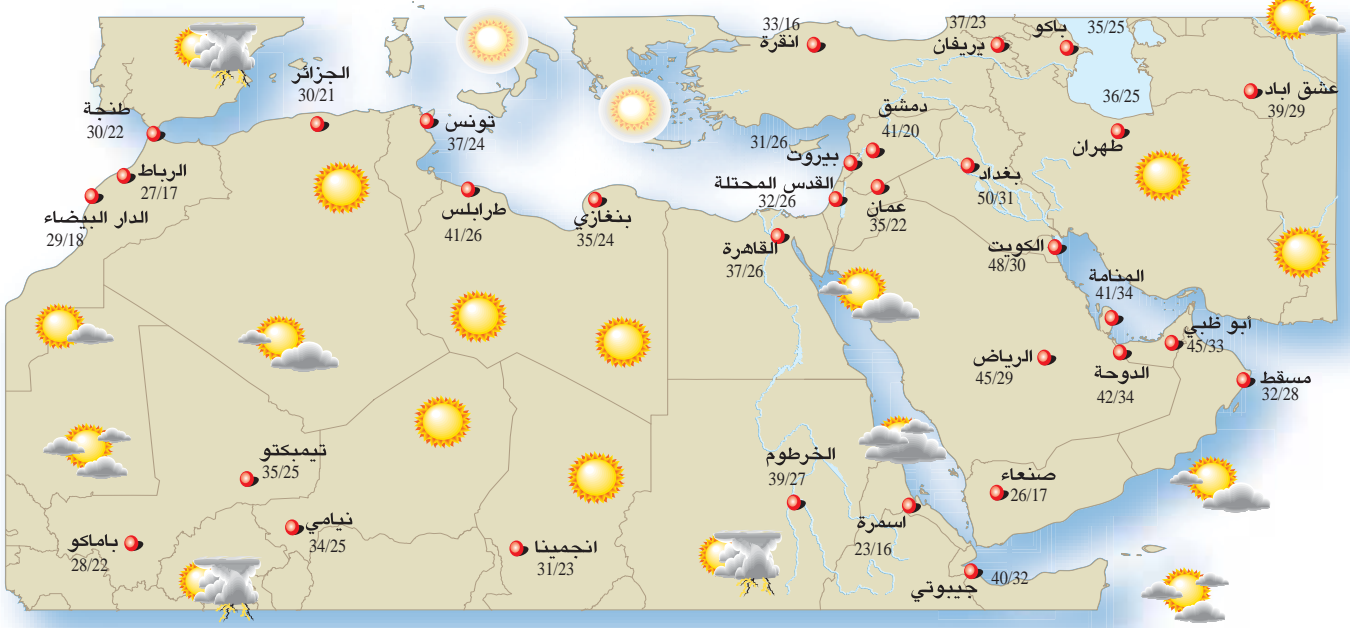 35/25
باكو
37/23
يريفان
33/16
انقرة
الجزائر
30/21
عشق اباد
39/29
36/25
طهران
دمشق
41/20
طنجة
30/22
تونس
37/24
31/26
بيروت
بغداد
50/31
الرباط
27/17
القدس المحتلة
32/26
عمان
35/22
طرابلس
41/26
بنغازي
35/24
الدار البيضاء
29/18
القاهرة
37/26
الكويت
48/30
المنامة
41/34
أبو ظبي
45/33
الرياض
45/29
الدوحة
42/34
مسقط
32/28
تيمبكتو
35/25
الخرطوم
39/27
صنعاء
26/17
اسمرة
23/16
نيامي
34/25
انجمينا
31/23
باماكو
28/22
جيبوتي
40/32